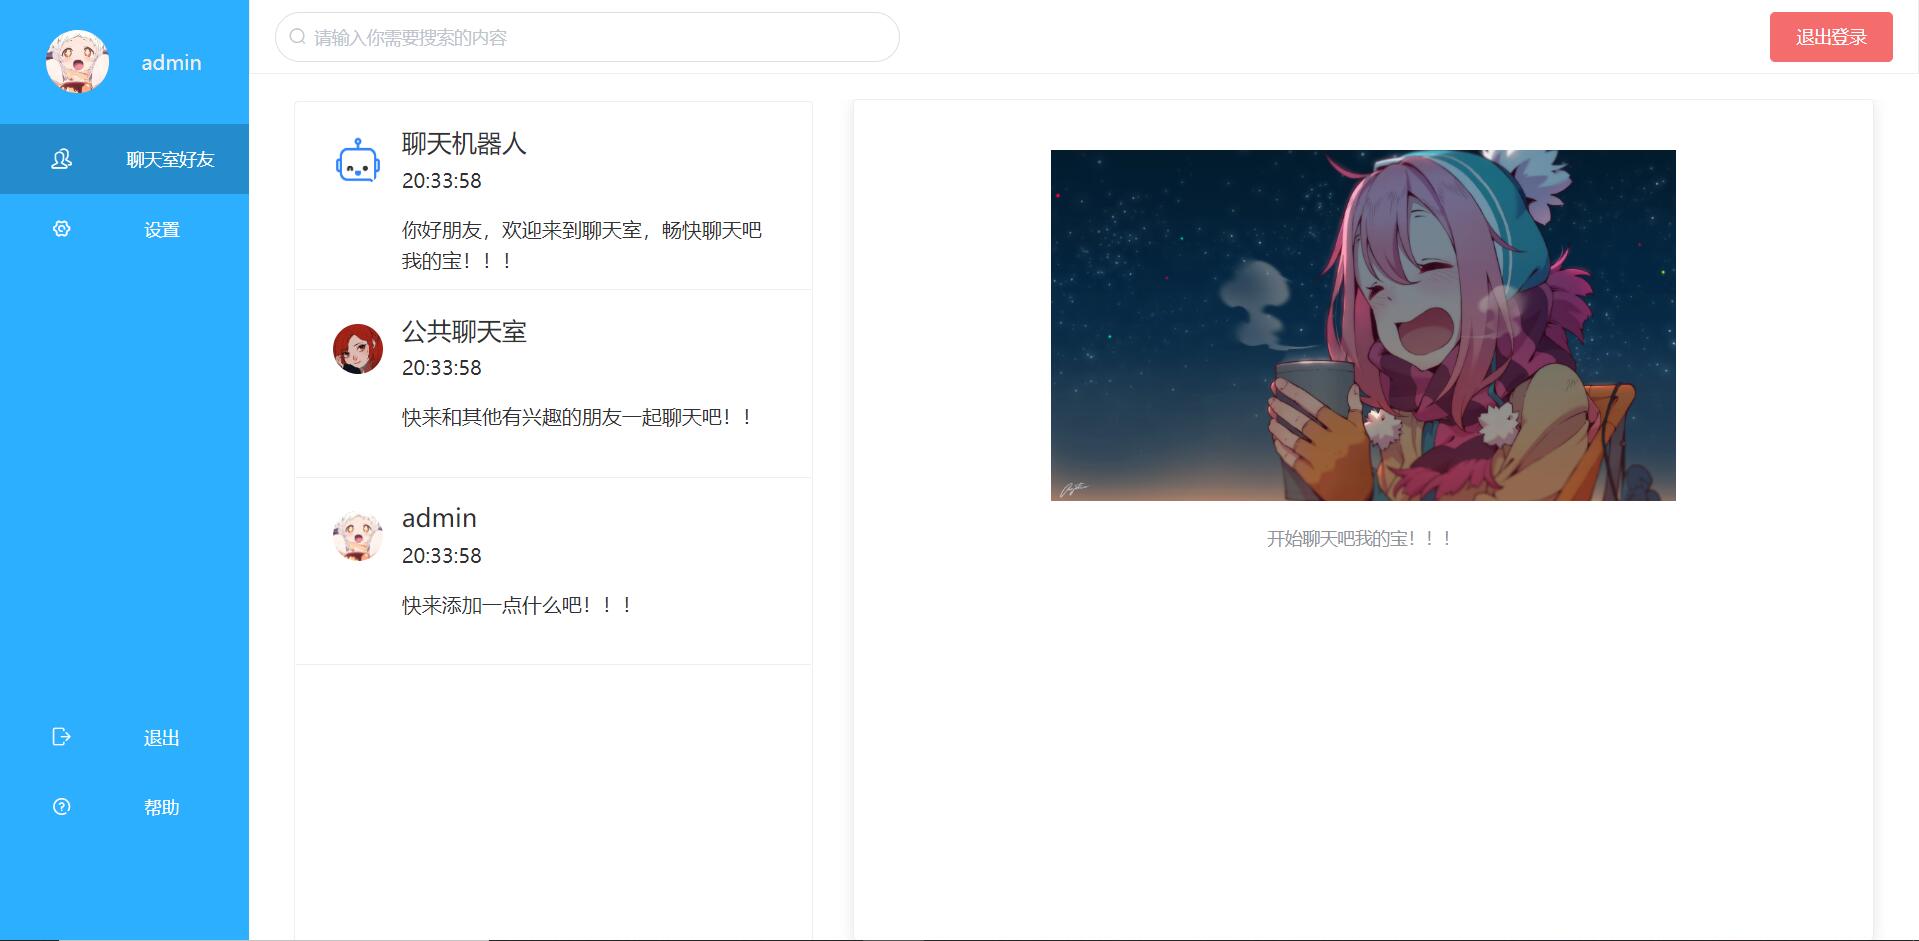 admin
聊天室好友
设置
退出
帮助
请输入你需要搜索的内容
退出登录
聊天机器人
20:33:58
你好朋友，欢迎来到聊天室，畅快聊天吧
我的宝！！！
公共聊天室
20:33:58
快来和其他有兴趣的朋友一起聊天吧！！
admin
20:33:58
快来添加一点什么吧！！！
开始聊天吧我的宝！！！